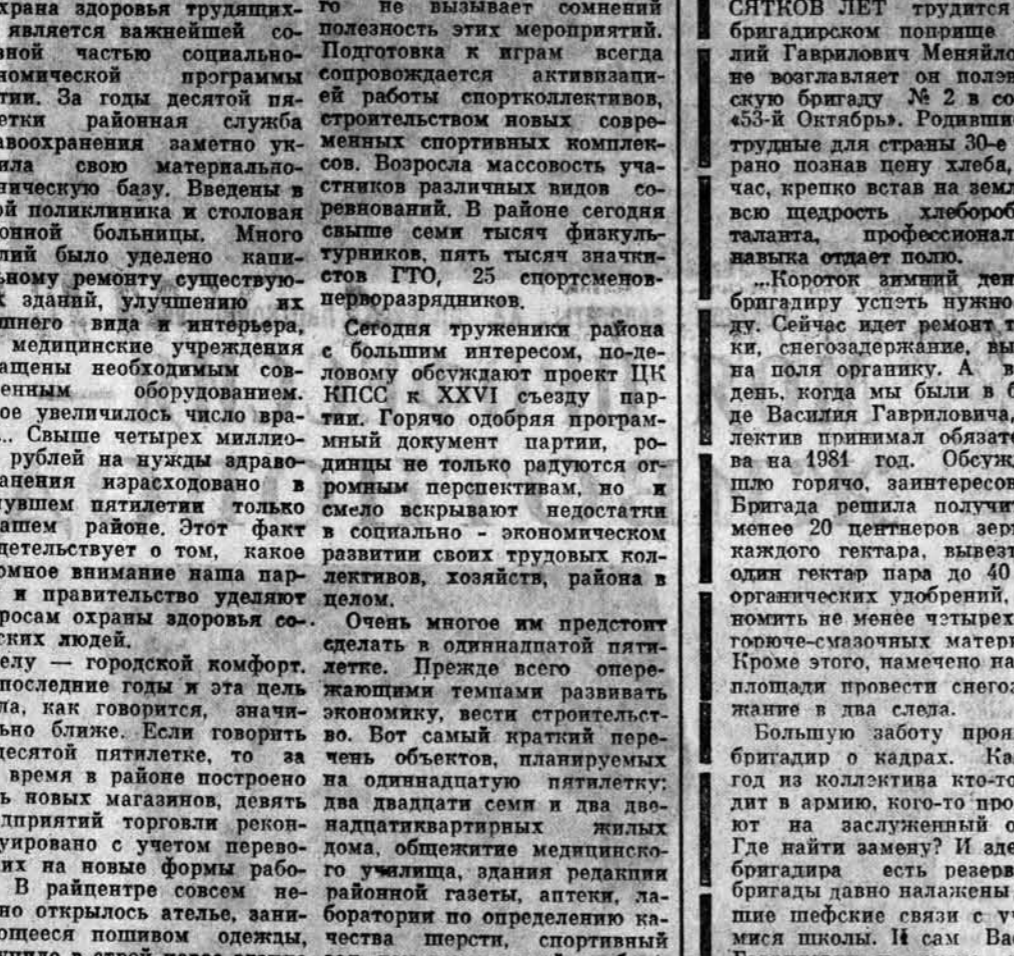 храна здоровья трудящих-
является важнейшей со-
вной частью социально-
номической программы
тии. За годы десятой пя-
етки районная служба
авоохранения заметно ук-
ила свою материально-
ническую базу. Введены в
ой поликлиника и столовая
онной больницы. Много
лий было уделено капи-
ьному ремонту существую-
х зданий, улучшению их
шнего вида и интерьера,
медицинские учреждения
ащены необходимым сов-
енным оборудованием.
ое увеличилось число вра-
.. Свыше четырех миллио-
рублей на нужды здраво-
анения израсходовано в
увшем пятилетии только
ашем районе. Этот факт
детельствует о том, какое
омное внимание наша пар-
и правительство уделяют
росам охраны здоровья со-
ских людей.
елу — городской комфорт.
последние годы и эта цель
ла, как говорится, значи-
ьно ближе. Если говорить
десятой пятилетке, то за
время в районе построено
ь новых магазинов, девять
дприятий торговли рекон-
уировано с учетом перево-
их на новые формы рабо-
В райцентре совсем не-
но открылось ателье, зани-
ющееся пошивом одежды,
го не вызывает сомнений
полезность этих мероприятий.
Подготовка к играм всегда
сопровождается активизаци-
ей работы спортколлективов,
строительством новых совре-
менных спортивных комплек-
сов. Возросла массовость уча-
стников различных видов со-
ревнований. В районе сегодня
свыше семи тысяч физкуль-
турников, пять тысяч значки-
стов ГТО, 25 спортсменов-
перворазрядников.
Сегодня труженики района
с большим интересом, по-де-
ловому обсуждают проект ЦК
КПСС к XXVI съезду пар-
тии. Горячо одобряя програм-
мный документ партии, ро-
динцы не только радуются ог-
ромным перспективам, но и
смело вскрывают недостатки
в социально - экономическом
развитии своих трудовых кол-
лективов, хозяйств, района в
целом.
Очень многое им предстоит
сделать в одиннадцатой пяти-
летке. Прежде всего опере-
жающими темпами развивать
экономику, вести строительст-
во. Вот самый краткий пере-
чень объектов, планируемых
на одиннадцатую пятилетку:
два двадцати семи и два две-
надцатиквартирных жилых
дома, общежитие медицинско-
го училища, здания редакции
районной газеты, аптеки, ла-
боратории по определению ка-
чества шерсти, спортивный
СЯТКОВ ЛЕТ трудится
бригадирском поприще
лий Гаврилович Меняйло
не возглавляет он полев
скую бригаду № 2 в со
«53-й Октябрь». Родивши
трудные для страны 30-е
рано познав цену хлеба,
час, крепко встав на земл
всю щедрость хлебороб
таланта, профессионал
навыка отдает полю.
...Короток зимний ден
бригадиру успеть нужно
ду. Сейчас идет ремонт т
ки, снегозадержание, вы
на поля органику. А в
день, когда мы были в б
де Василия Гавриловича,
лектив принимал обязат
ва на 1981 год. Обсуж
шло горячо, заинтересов
Бригада решила получит
менее 20 центнеров зер
каждого гектара, вывезт
один гектар пара до 40
органических удобрений,
номить не менее четырех
горюче-смазочных матери
Кроме этого, намечено на
площади провести снегоз
жание в два следа.
Большую заботу проя
бригадир о кадрах. Ка
год из коллектива кто-то
дит в армию, кого-то про
ют на заслуженный о
Где найти замену? И зде
бригадира есть резерв
бригады давно налажены
шие шефские связи с уч
мися школы. И сам Ва